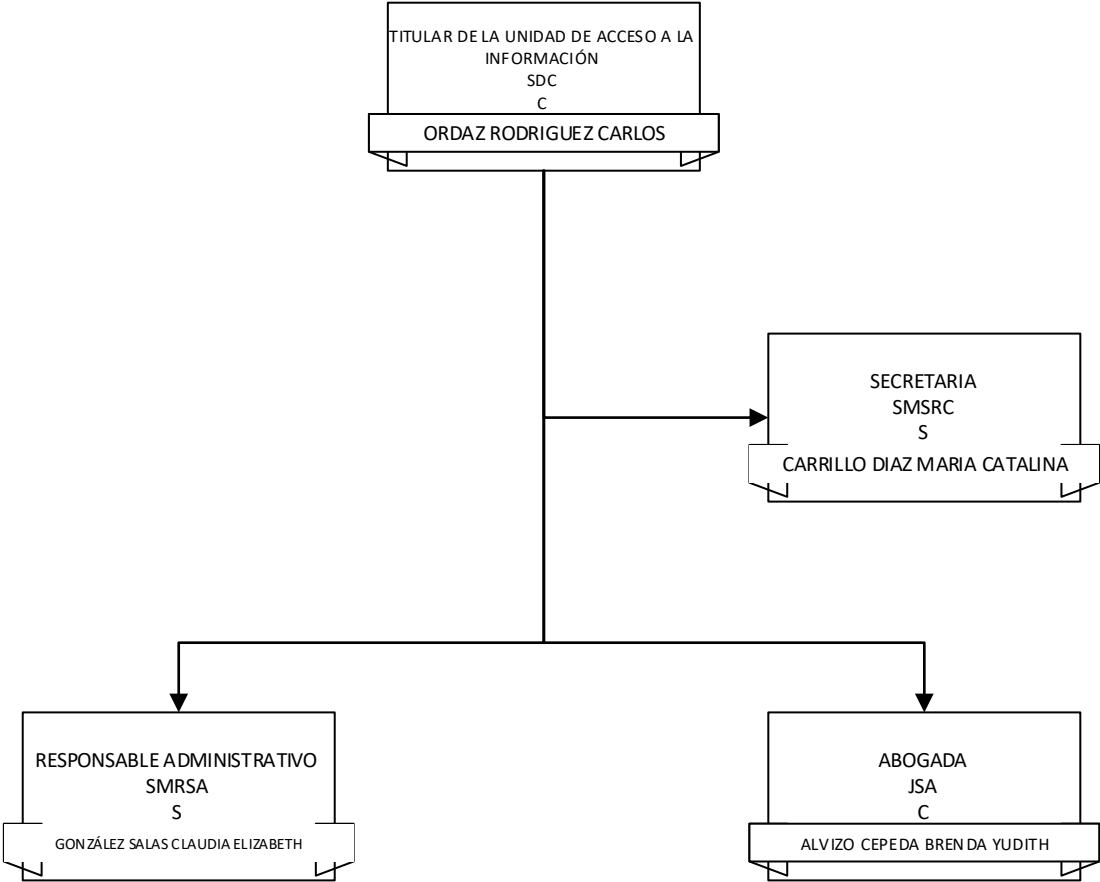 TITULAR DE LA UNIDAD DE ACCESO A LA
INFORMACIÓN
SDC
C
ORDAZ RODRIGUEZ CARLOS
SECRETARIA
SMSRC
S
CARRILLO DIAZ MARIA CATALINA
RESPONSABLE ADMINISTRATIVO
SMRSA
S
GONZÁLEZ SALAS CLAUDIA ELIZABETH
ABOGADA
JSA
C
ALVIZO CEPEDA BRENDA YUDITH